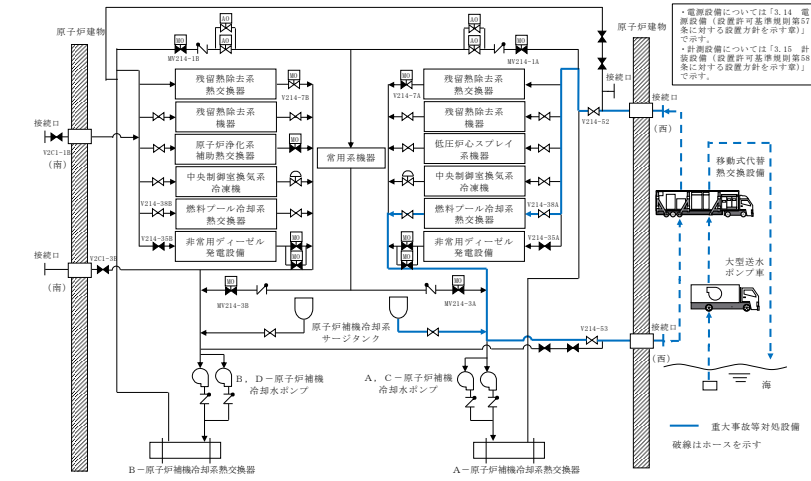 ・電源設備については「3.14　電
源設備（設置許可基準規則第57
条に対する設置方針を示す章）」
で示す。
・計測設備については「3.15　計
装設備（設置許可基準規則第58
条に対する設置方針を示す章）」
で示す。
原子炉建物
原子炉建物
AO
AO
AO
AO
MO
MO
MV214-1B
MV214-1A
残留熱除去系
熱交換器
MO
V214-7B
残留熱除去系
機器
原子炉浄化系
補助熱交換器
MO
中央制御室換気系
冷凍機
V214-38B
燃料プール冷却系
熱交換器
V214-35B
非常用ディーゼル
発電設備
MO
MO
常用系機器
MO
V214-7A
残留熱除去系
熱交換器
残留熱除去系
機器
低圧炉心スプレイ
系機器
中央制御室換気系
冷凍機
燃料プール冷却系
熱交換器
V214-38A
非常用ディーゼル
発電設備
V214-35A
MO
MO
接続口
V2C1-1B
(南)
接続口
V2C1-3B
(南)
接続口
V214-52
接続口
(西)
移動式代替
熱交換設備
大型送水
ポンプ車
MO
MV214-3B
MO
MV214-3A
原子炉補機冷却系
サージタンク
V214-53
接続口
(西)
海
B，D－原子炉補機
冷却水ポンプ
A，C－原子炉補機
冷却水ポンプ
B－原子炉補機冷却系熱交換器
A－原子炉補機冷却系熱交換器
重大事故等対処設備
破線はホースを示す